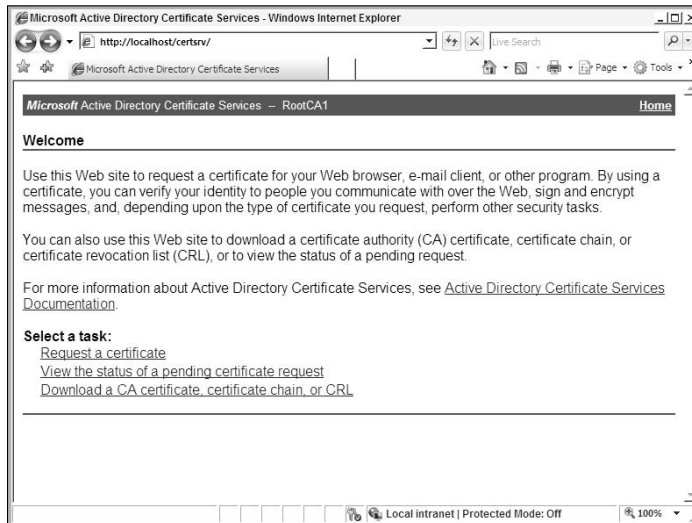 Microsoft Active Directory Certificate Services - Windows Internet Explorer
http://localhost/certsrv/
Live Search
Microsoft Active Directory Certificate Services
Page
Tools
Microsoft Active Directory Certificate Services -- RootCA1
Home
Welcome
Use this Web site to request a certificate for your Web browser, e-mail client, or other program. By using a
certificate, you can verify your identity to people you communicate with over the Web, sign and encrypt
messages, and, depending upon the type of certificate you request, perform other security tasks.
You can also use this Web site to download a certificate authority (CA) certificate, certificate chain, or
certificate revocation list (CRL), or to view the status of a pending request.
For more information about Active Directory Certificate Services, see Active Directory Certificate Services
Documentation.
Select a task:
Request a certificate
View the status of a pending certificate request
Download a CA certificate, certificate chain, or CRL
Local intranet | Protected Mode: Off
100%